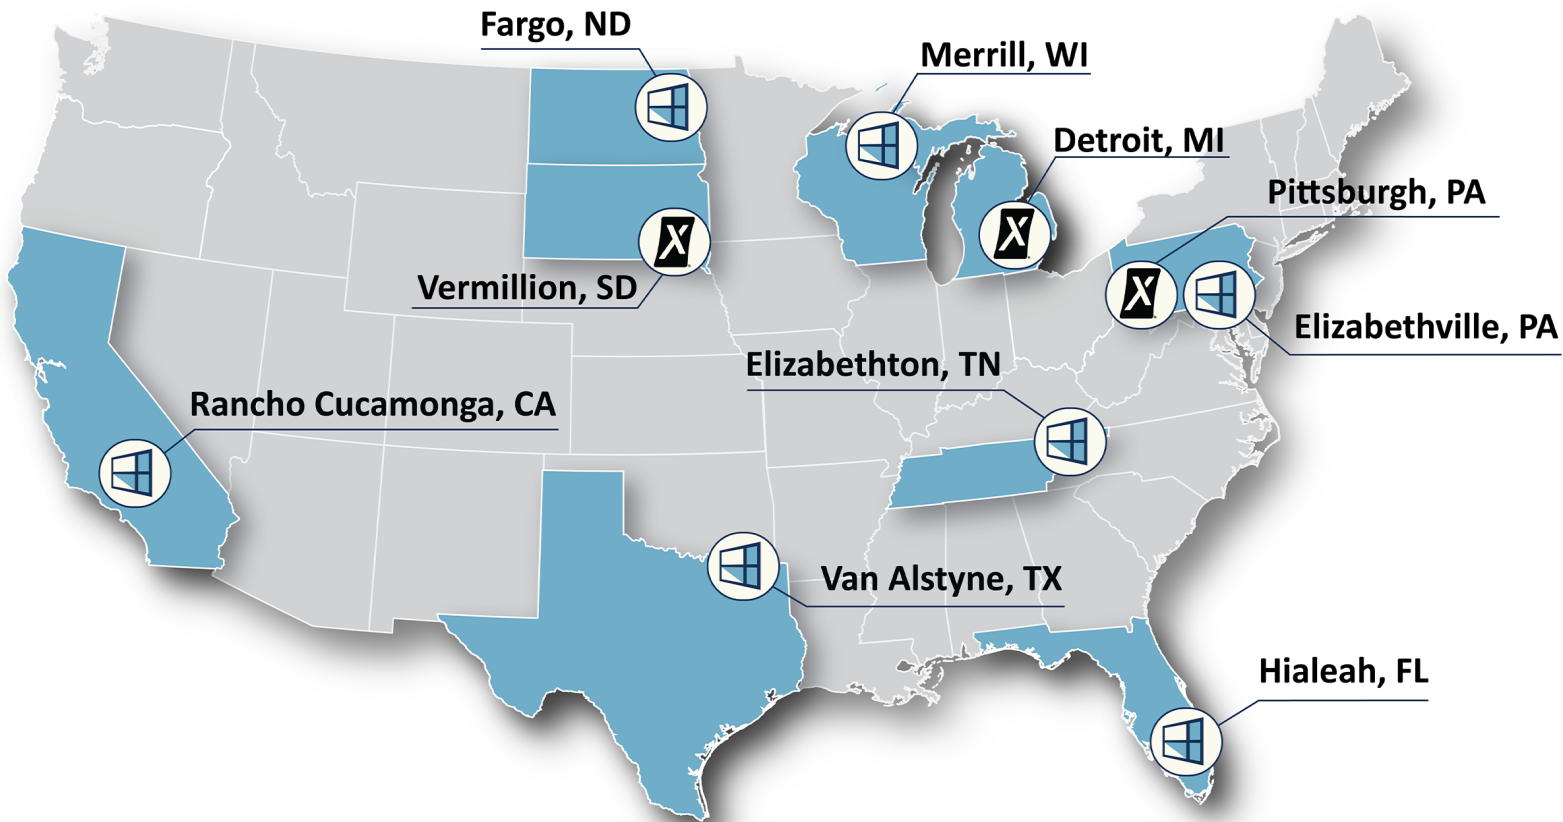 Fargo, ND
Merrill, WI
Detroit, MI
Pittsburgh, PA
X
X
Vermillion, SD
X
Elizabethville, PA
Elizabethton, TN
Rancho Cucamonga, CA
Van Alstyne, TX
Hialeah, FL